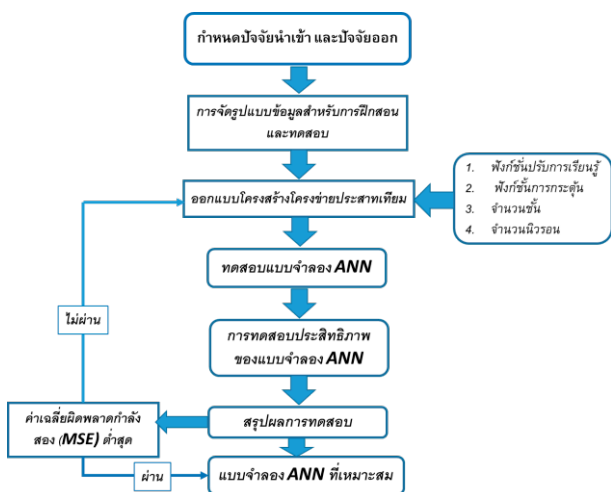 กำหนดปัจจัยนำเข้า และปัจจัยออก
การจัดรูปแบบข้อมูลสำหรับการฝึกสอน
และทดสอบ
ออกแบบโครงสร้างโครงข่ายประสาทเทียม
1. ฟังก์ชั่นปรับการเรียนรู้
2. ฟังก์ชั้นการกระตุ้น
3. จำนวนชั้น
4. จำนวนนิวรอน
ทดสอบแบบจำลอง ANN
ไม่ผ่าน
การทดสอบประสิทธิภาพ
ของแบบจำลอง ANN
ค่าเฉลี่ยผิดพลาดกำลัง
สอง (MSE) ต่ำสุด
สรุปผลการทดสอบ
ผ่าน
แบบจำลอง ANN ที่เหมาะสม